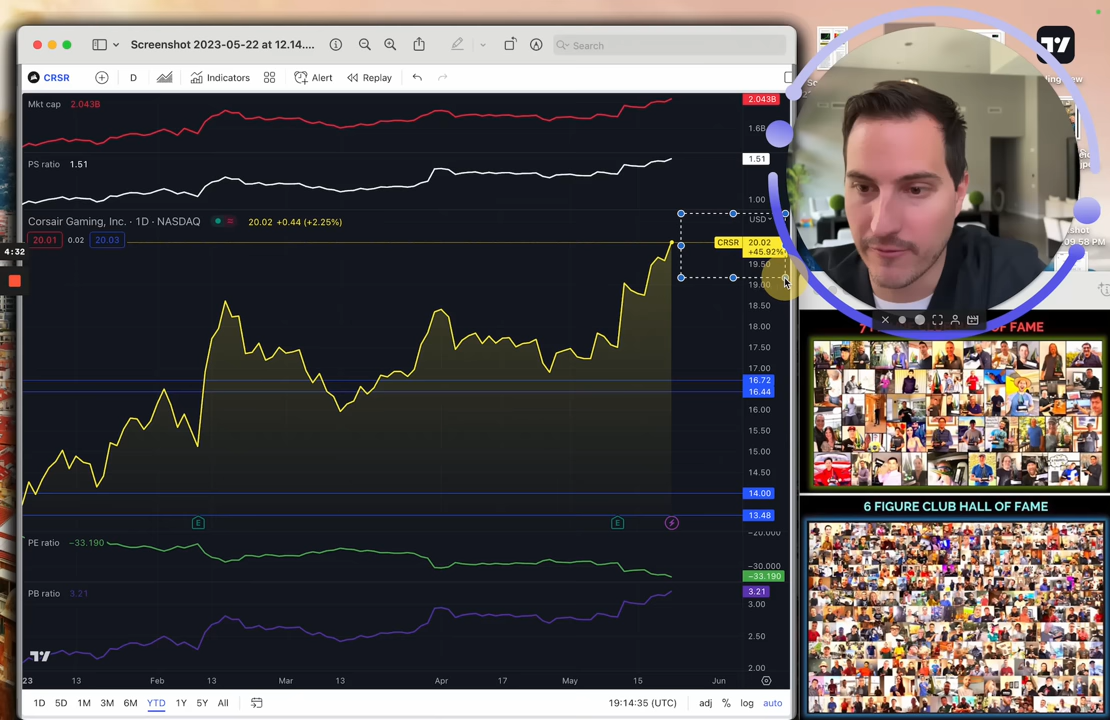 Screenshot 2023-05-22 at 12.14....
Search
CRSR
D
Indicators
Alert
Replay
Mkt cap 2.043B
2.043B
1.6B
PS ratio 1.51
1.51
1.00
Corsair Gaming, Inc. · 1D · NASDAQ
20.02 +0.44 (+2.25%)
USD
20.01 0.02 20.03
CRSR 20.02
+45.92%
19.50
19.00
18.50
18.00
17.50
17.00
16.72
16.44
16.00
15.50
15.00
14.50
14.00
13.48
E
E
PE ratio −33.190
−20.000
−30.000
−33.190
PB ratio 3.21
3.21
3.00
2.50
2.00
23 13 Feb 13 Mar 13 Apr 17 May 15 Jun
1D 5D 1M 3M 6M YTD 1Y 5Y All
19:14:35 (UTC) adj % log auto
4:32
09:58 PM
OF FAME
6 FIGURE CLUB HALL OF FAME